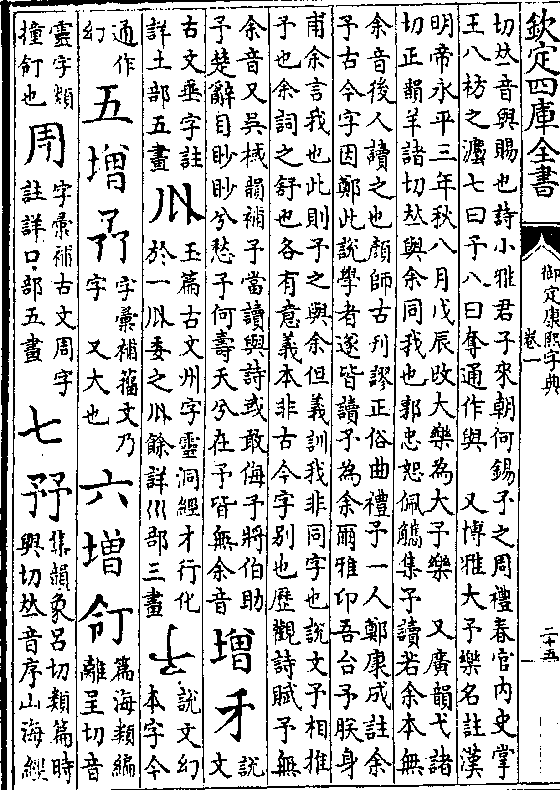 欽定四庫全書
御定康熙字典
卷一
二十五
切𠀤音與賜也詩小雅君子來朝何錫予之周禮春官內史掌
王八枋之灋七曰予八曰奪通作與 又博雅大予樂名註漢
明帝永平三年秋八月戊辰改大樂為大予樂 又廣韻弋諸
切正韻羊諸切𠀤與余同我也郭忠恕佩觿集予讀若余本無
余音後人讀之也顏師古刊謬正俗曲禮予一人鄭康成註余
予古今字因鄭此說學者遂皆讀予為余爾雅卬吾台予朕身
甫余言我也此則予之與余但義訓我非同字也說文予相推
予也余詞之舒也各有意義本非古今字別也歷觀詩賦予無
余音又吳棫韻補予當讀與詩或敢侮予將伯助
予楚辭目眇眇兮愁予何壽夭兮在予皆無余音
增
說
文
古文垂字註
詳土部五畫
玉篇古文州字靈洞經才行化
於一 委之 餘詳巛部三畫
說文幻
本字今
通作
幻
五增
字彙補籀文乃
字 又大也
六增
篇海類編
離呈切音
靈字類
撞 也
周
字彙補古文周字
註詳口部五畫
七
集韻象呂切類篇時
與切𠀤音序山海經